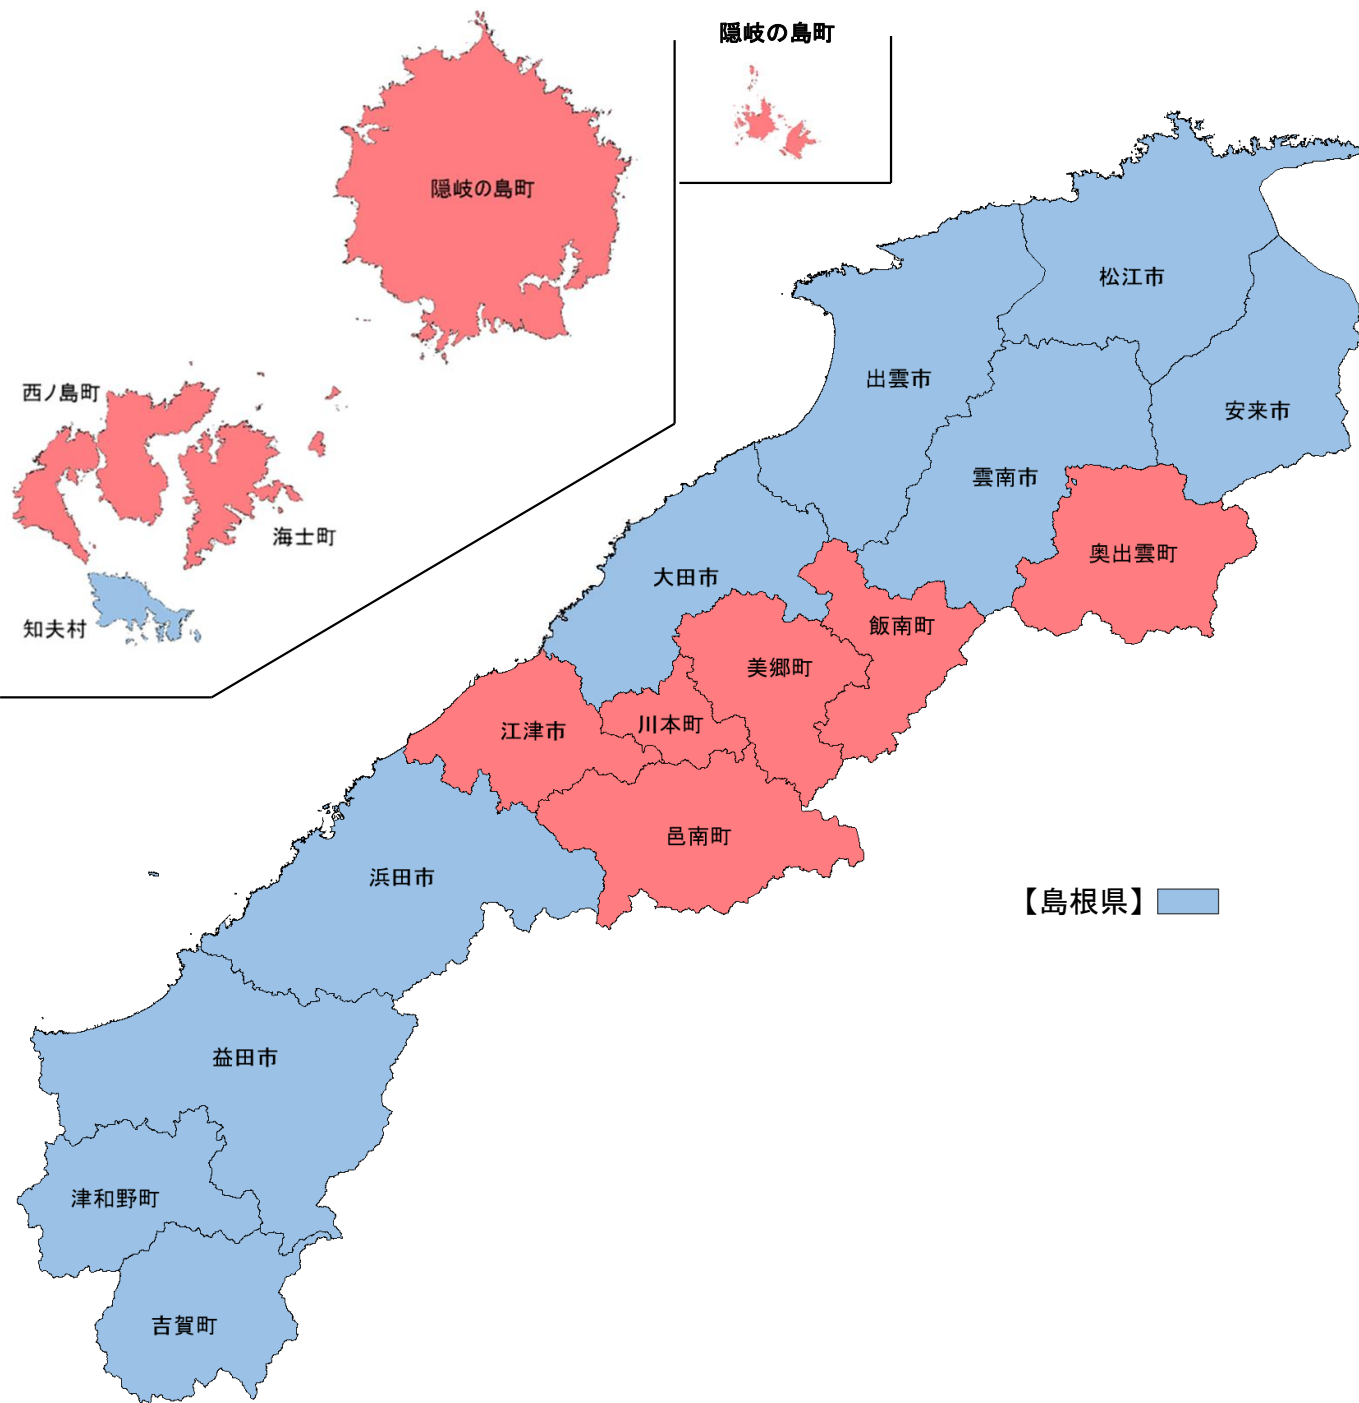 隠岐の島町
隠岐の島町
松江市
出雲市
西ノ島町
安来市
雲南市
海士町
奥出雲町
大田市
知夫村
飯南町
美郷町
江津市
川本町
邑南町
浜田市
【島根県】
益田市
津和野町
吉賀町